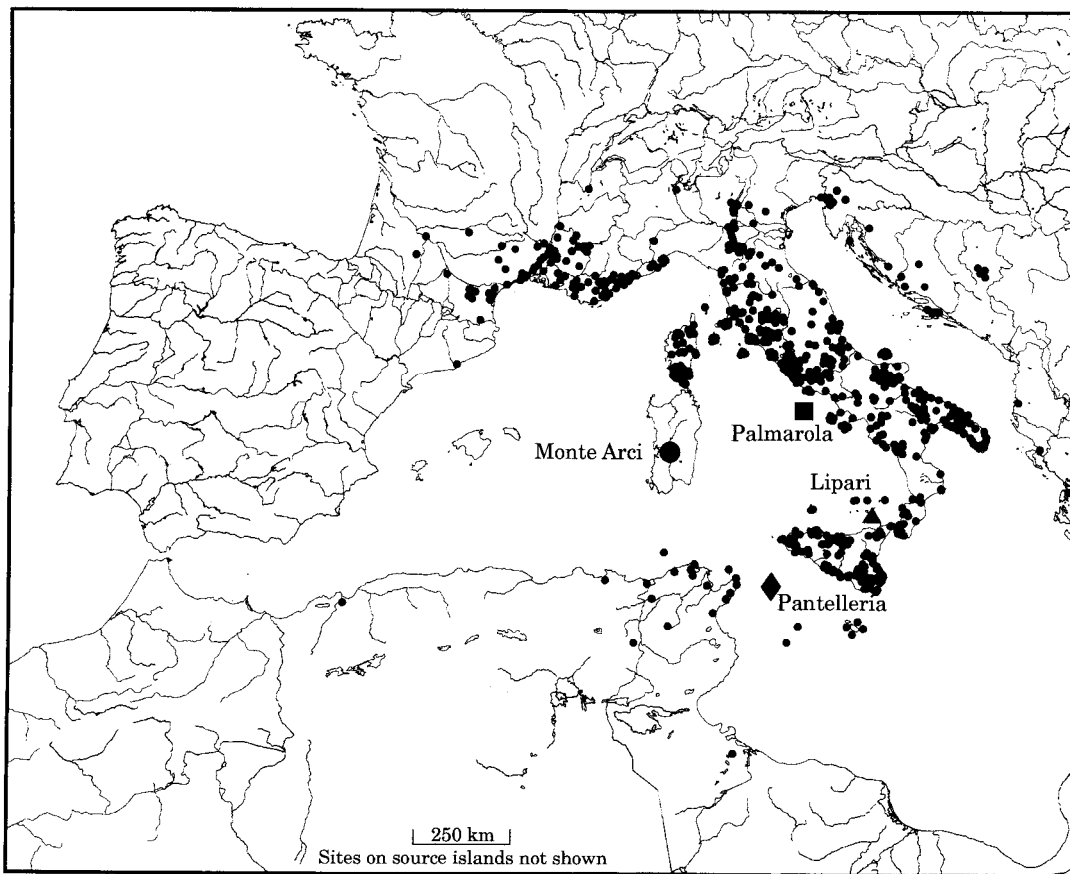 Palmarola
Monte Arci
Lipari
Pantelleria
250 km
Sites on source islands not shown